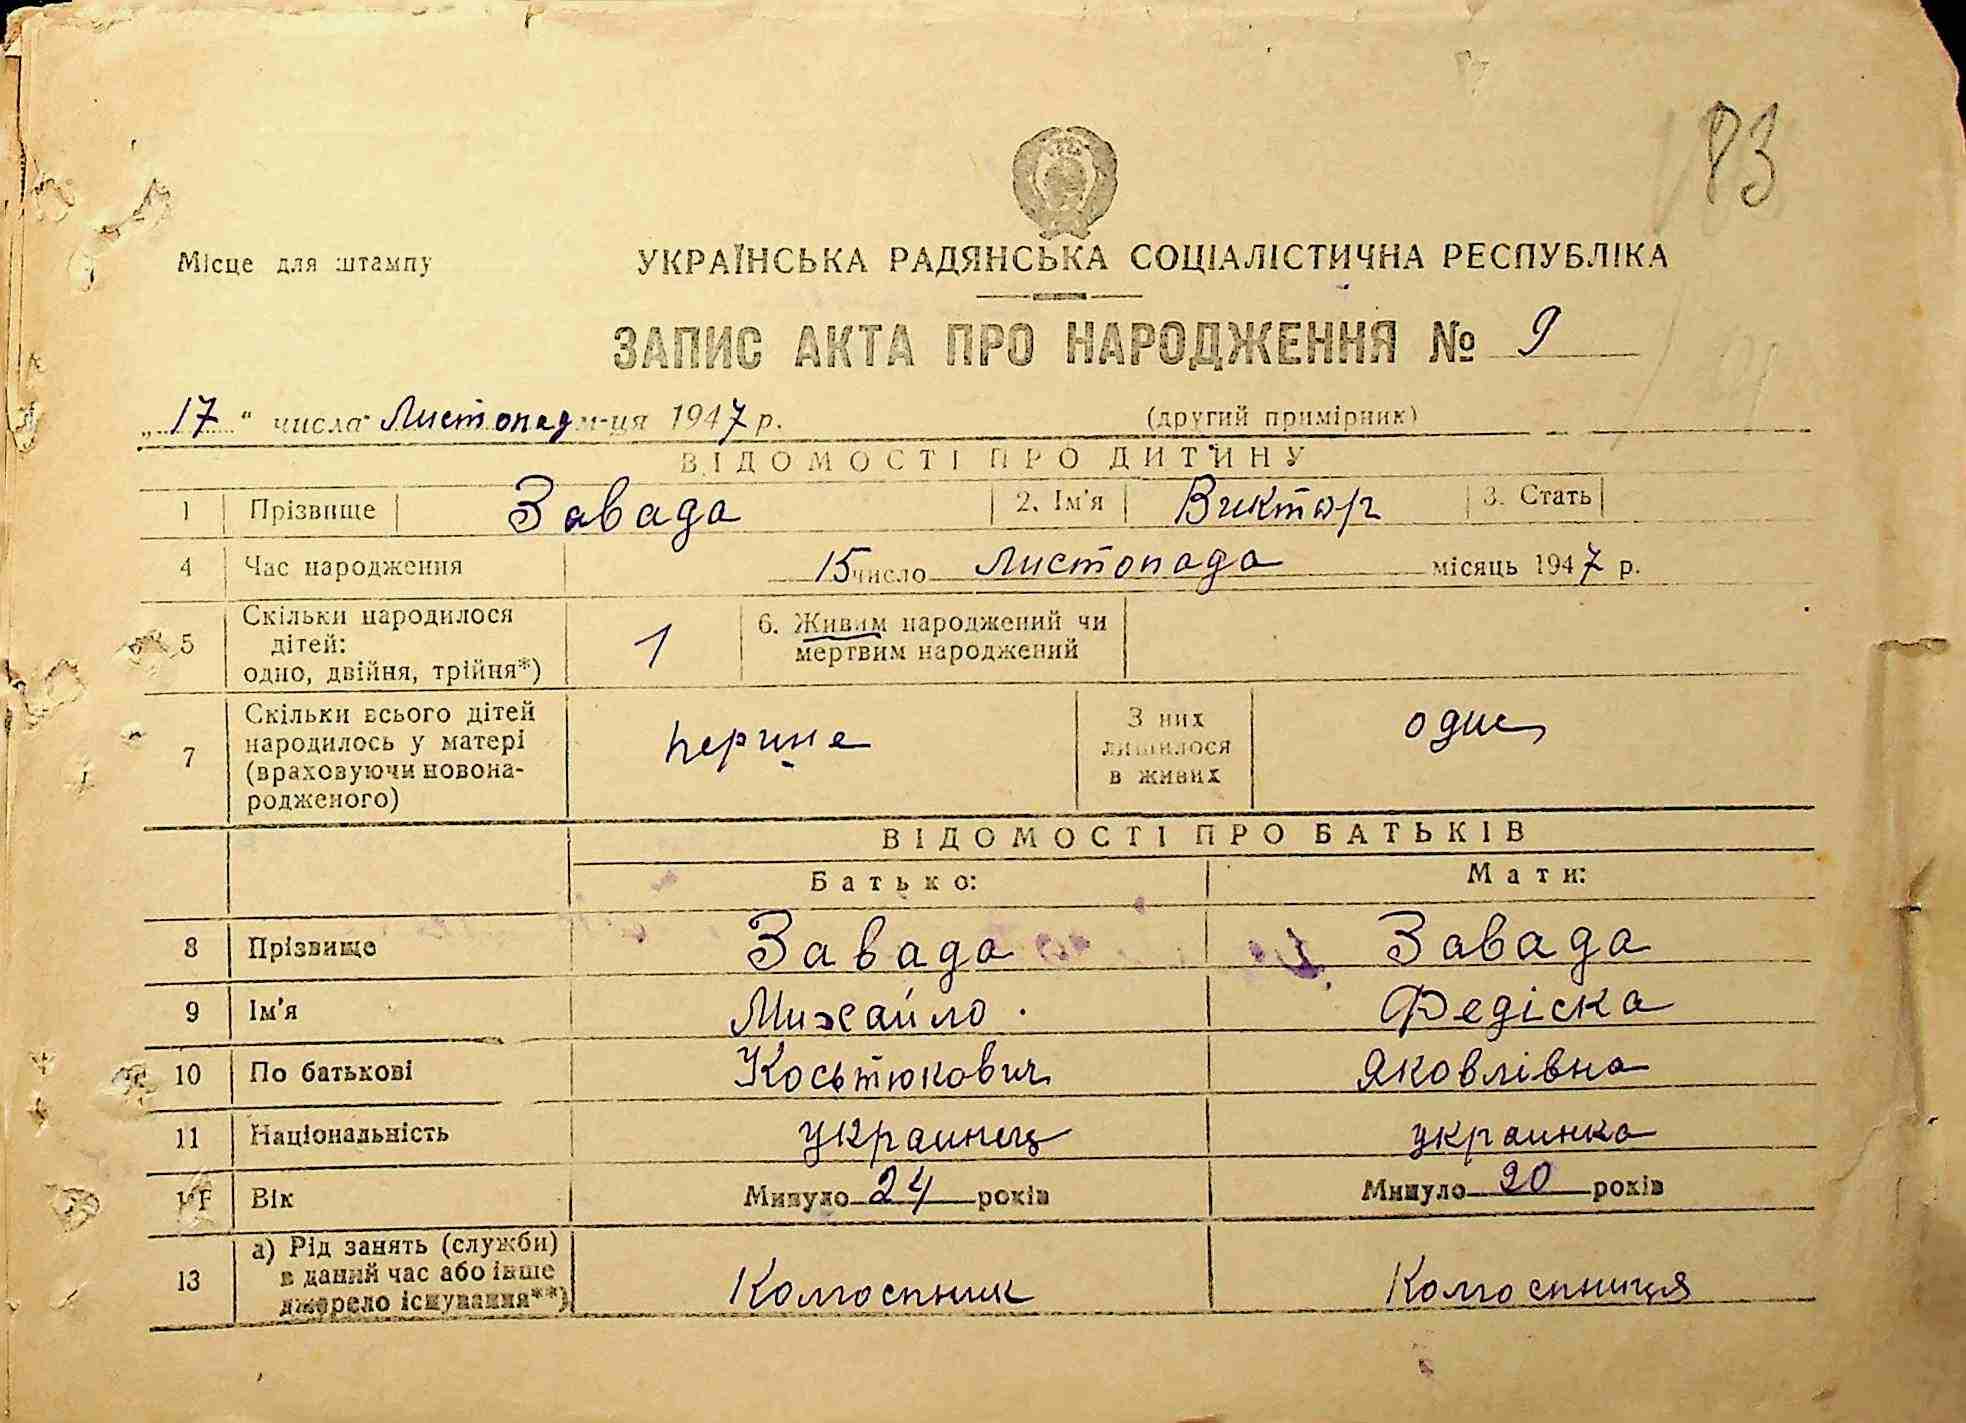 83
Місце для штампу
УКРАЇНСЬКА РАДЯНСЬКА СОЦІАЛІСТИЧНА РЕСПУБЛІКА
ЗАПИС АКТА ПРО НАРОДЖЕННЯ № 9
„17“ числа Листопад м-ця 1947 р. (другий примірник)
ВІДОМОСТІ ПРО ДИТИНУ
1 Прізвище Завада 2. Ім'я Виктор 3. Стать
4 Час народження 15 число Листопада місяць 1947 р.
5 Скільки народилося дітей: одно, двійня, трійня*) 1 6. Живим народжений чи мертвим народжений
7 Скільки всього дітей народилось у матері (враховуючи новонародженого) перше З них лишилося в живих один
ВІДОМОСТІ ПРО БАТЬКІВ
Батько: Мати:
8 Прізвище Завада Завада
9 Ім'я Михайло Федіска
10 По батькові Косьтюкович Яковлівна
11 Національність украинец украинка
Вік Минуло 24 років Минуло 20 років
13 а) Рід занять (служби) в даний час або інше джерело існування**) Колгоспник Колгоспниця